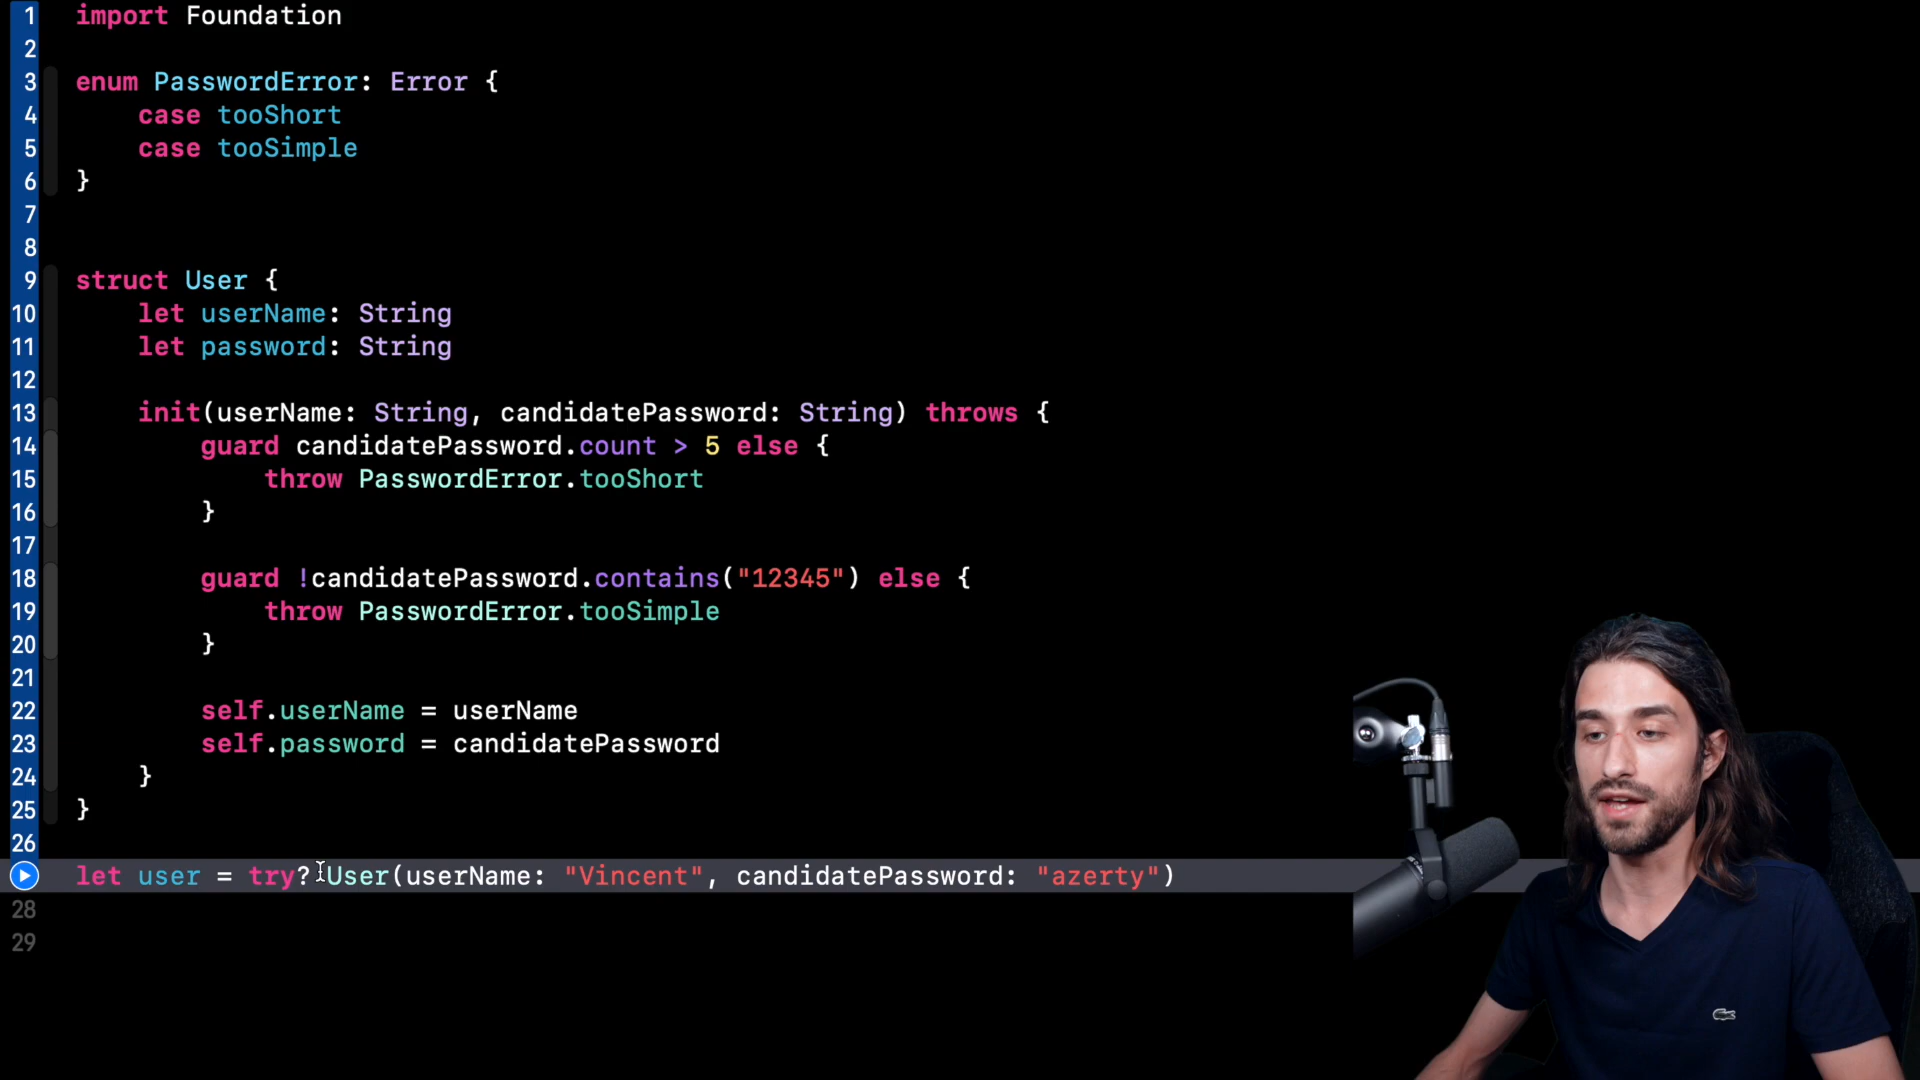 1 import Foundation
2
3 enum PasswordError: Error {
4 case tooShort
5 case tooSimple
6 }
7
8
9 struct User {
10 let userName: String
11 let password: String
12
13 init(userName: String, candidatePassword: String) throws {
14 guard candidatePassword.count > 5 else {
15 throw PasswordError.tooShort
16 }
17
18 guard !candidatePassword.contains("12345") else {
19 throw PasswordError.tooSimple
20 }
21
22 self.userName = userName
23 self.password = candidatePassword
24 }
25 }
26
let user = try? User(userName: "Vincent", candidatePassword: "azerty")
28
29